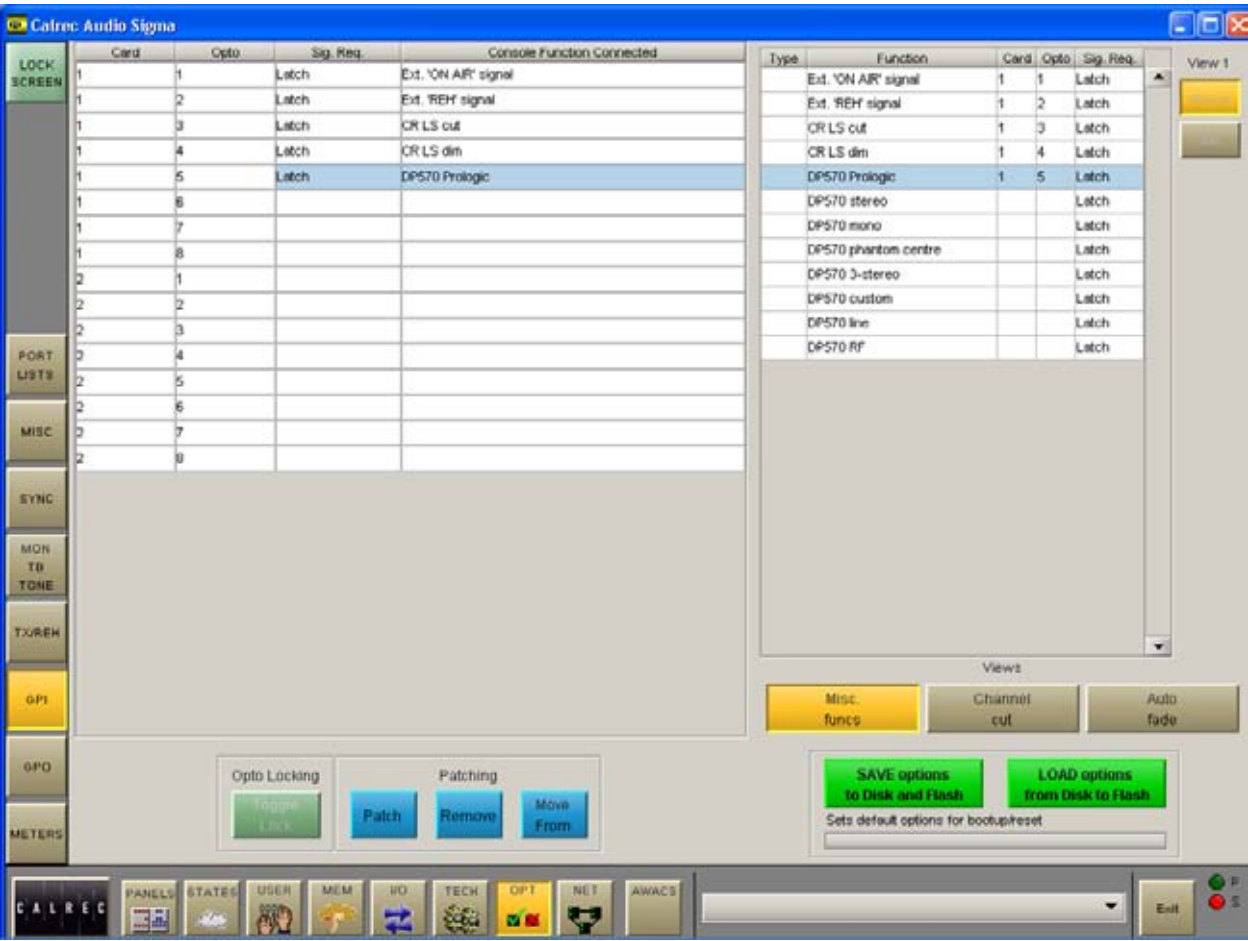 Calrec Audio Sigma
LOCK SCREEN
PORT LISTS
MISC
SYNC
MON TB TONE
TX/REH
GPI
GPO
METERS
Card Opto Sig. Req. Console Function Connected
1 1 Latch Ext. 'ON AIR' signal
1 2 Latch Ext. 'REH' signal
1 3 Latch CR LS cut
1 4 Latch CR LS dim
1 5 Latch DP570 Prologic
1 6
1 7
1 8
2 1
2 2
2 3
2 4
2 5
2 6
2 7
2 8
Type Function Card Opto Sig. Req.
Ext. 'ON AIR' signal 1 1 Latch
Ext. 'REH' signal 1 2 Latch
CR LS cut 1 3 Latch
CR LS dim 1 4 Latch
DP570 Prologic 1 5 Latch
DP570 stereo Latch
DP570 mono Latch
DP570 phantom centre Latch
DP570 3-stereo Latch
DP570 custom Latch
DP570 line Latch
DP570 RF Latch
View 1
Views
Misc. funcs
Channel cut
Auto fade
Opto Locking
Toggle Lock
Patching
Patch
Remove
Move From
SAVE options to Disk and Flash
LOAD options from Disk to Flash
Sets default options for bootup/reset
CALREC
PANELS
STATES
USER
MEM
I/O
TECH
OPT
NET
AWACS
Exit
P
S